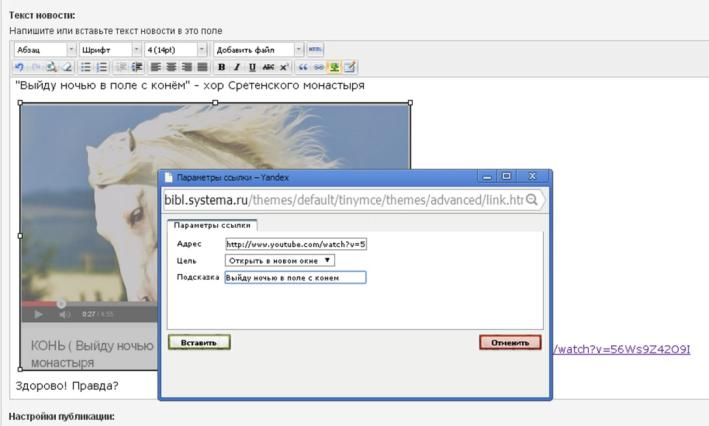 Текст новости:
Напишите или вставьте текст новости в это поле
Абзац Шрифт 4 (14pt) Добавить файл HTML
B I U ABC x²
"Выйду ночью в поле с конём" - хор Сретенского монастыря
Параметры ссылки – Yandex
bibl.systema.ru/themes/default/tinymce/themes/advanced/link.htm
Параметры ссылки
Адрес http://www.youtube.com/watch?v=5
Цель Открыть в новом окне
Подсказка Выйду ночью в поле с конем
0:27 / 4:55
Вставить Отменить
КОНЬ ( Выйду ночью
/watch?v=56Ws9Z42O9I
монастыря
Здорово! Правда?
Настройки публикации: